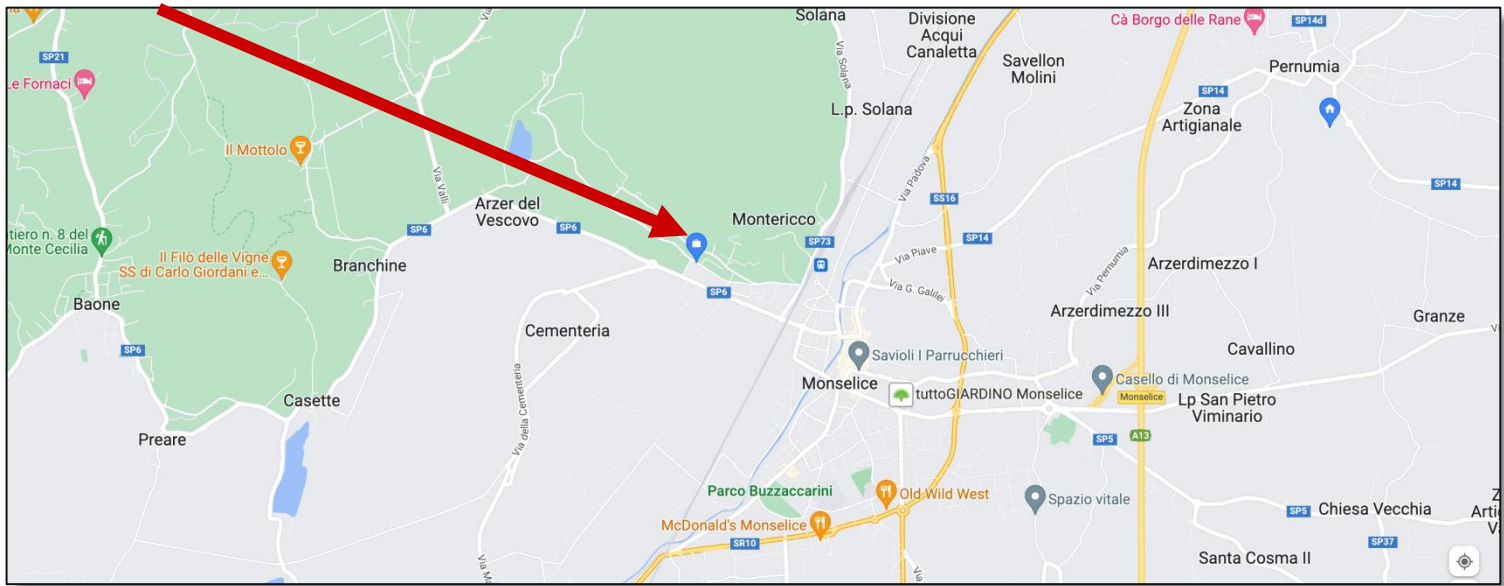 Solana
Divisione
Acqui
Canaletta
Cà Borgo delle Rane
SP14d
Savellon
Molini
Pernumia
SP21
Le Fornaci
Via Solana
SP14
L.p. Solana
Zona
Artigianale
Il Mottolo
Via Valli
Via Padova
SS16
SP14
Arzer del
Vescovo
SP6
SP6
Montericco
SP73
SP14
tiero n. 8 del
Monte Cecilia
Il Filò delle Vigne
SS di Carlo Giordani e...
Branchine
Via Piave
Via Pernumia
Arzerdimezzo I
SP6
Via G. Galilei
Baone
Arzerdimezzo III
Granze
Cementeria
SP6
Savioli I Parrucchieri
Cavallino
Via della Cementeria
Monselice
Casello di Monselice
tuttoGIARDINO Monselice
Monselice
Lp San Pietro
Viminario
Casette
Preare
SP5
A13
Parco Buzzaccarini
Old Wild West
Spazio vitale
McDonald's Monselice
SR10
SP5
Chiesa Vecchia
SP37
Santa Cosma II